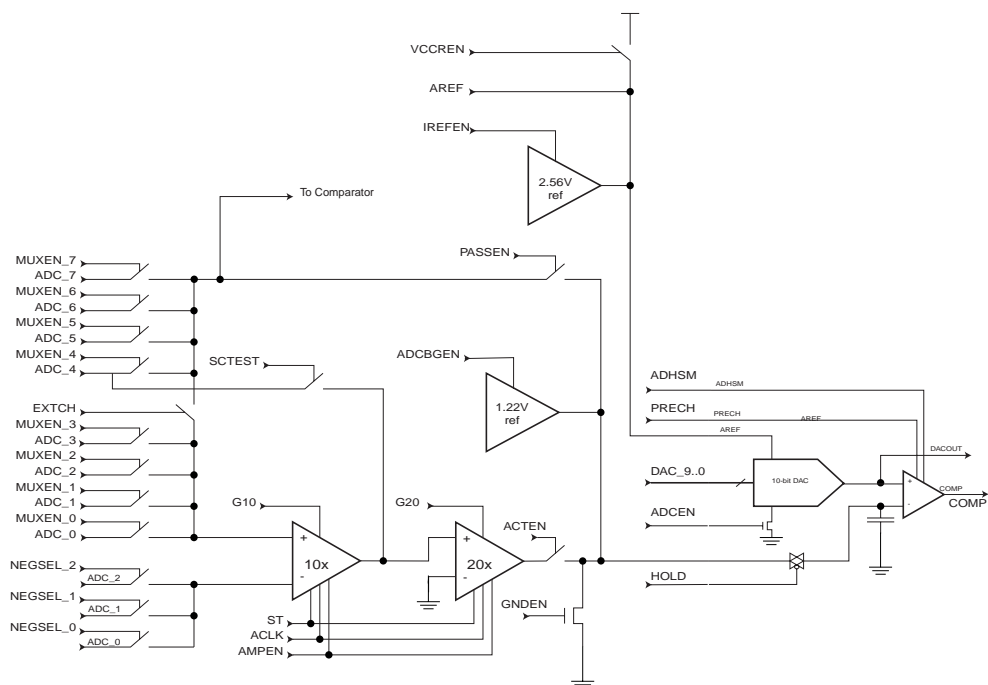 VCCREN
AREF
IREFEN
2.56V
ref
To Comparator
PASSEN
MUXEN_7
ADC_7
MUXEN_6
ADC_6
MUXEN_5
ADC_5
MUXEN_4
ADC_4
SCTEST
ADCBGEN
1.22V
ref
EXTCH
MUXEN_3
ADC_3
MUXEN_2
ADC_2
MUXEN_1
ADC_1
MUXEN_0
ADC_0
ADHSM
ADHSM
PRECH
PRECH
AREF
AREF
DACOUT
DAC_9..0
10-bit DAC
+
-
COMP
COMP
ADCEN
G10
+
10x
-
G20
+
20x
-
ACTEN
HOLD
NEGSEL_2
ADC_2
NEGSEL_1
ADC_1
NEGSEL_0
ADC_0
GNDEN
ST
ACLK
AMPEN